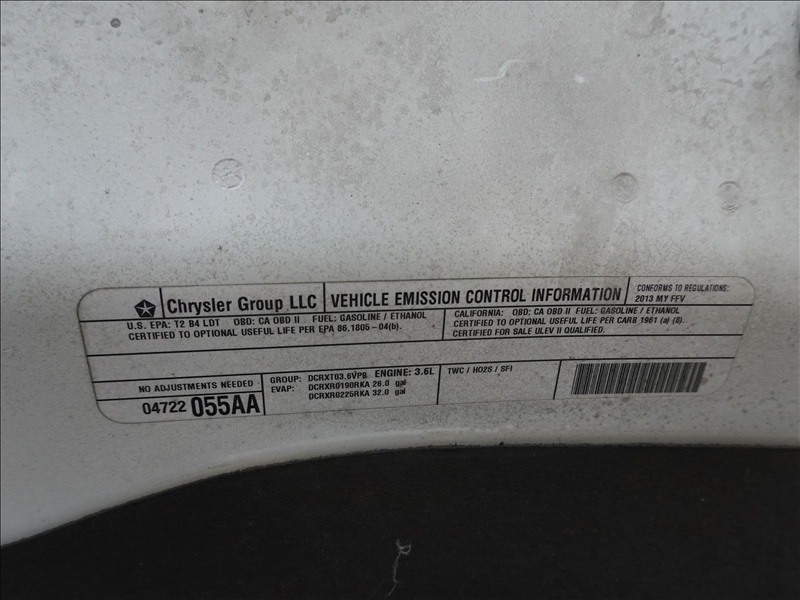 Chrysler Group LLC VEHICLE EMISSION CONTROL INFORMATION CONFORMS TO REGULATIONS:
2013 MY FFV
U.S. EPA: T2 B4 LDT OBD: CA OBD II FUEL: GASOLINE / ETHANOL
CERTIFIED TO OPTIONAL USEFUL LIFE PER EPA 86.1805-04(b).
CALIFORNIA: OBD: CA OBD II FUEL: GASOLINE / ETHANOL
CERTIFIED TO OPTIONAL USEFUL LIFE PER CARB 1961 (a) (8).
CERTIFIED FOR SALE ULEV II QUALIFIED.
NO ADJUSTMENTS NEEDED
04722 055AA
GROUP: DCRXT03.6VP8 ENGINE: 3.6L
EVAP: DCRXR0190RKA 26.0 gal
DCRXR0225RKA 32.0 gal
TWC / HO2S / SFI